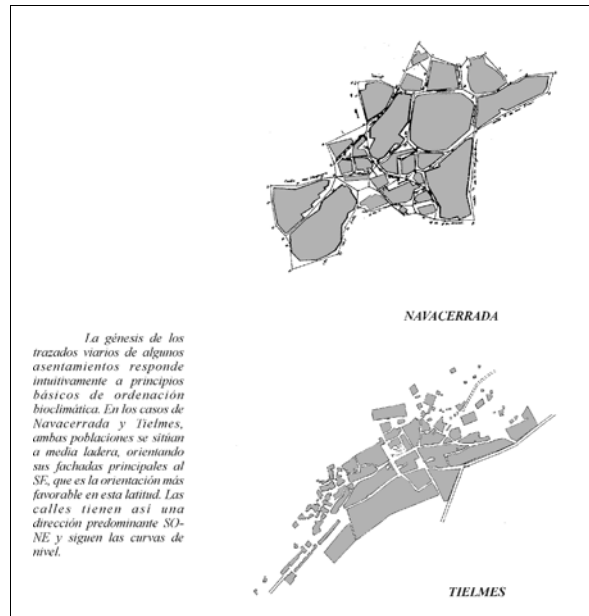 NAVACERRADA
La génesis de los
trazados viarios de algunos
asentamientos responde
intuitivamente a principios
básicos de ordenación
bioclimática. En los casos de
Navacerrada y Tielmes,
ambas poblaciones se sitúan
a media ladera, orientando
sus fachadas principales al
SE, que es la orientación más
favorable en esta latitud. Las
calles tienen así una
dirección predominante SO-
NE y siguen las curvas de
nivel.
TIELMES